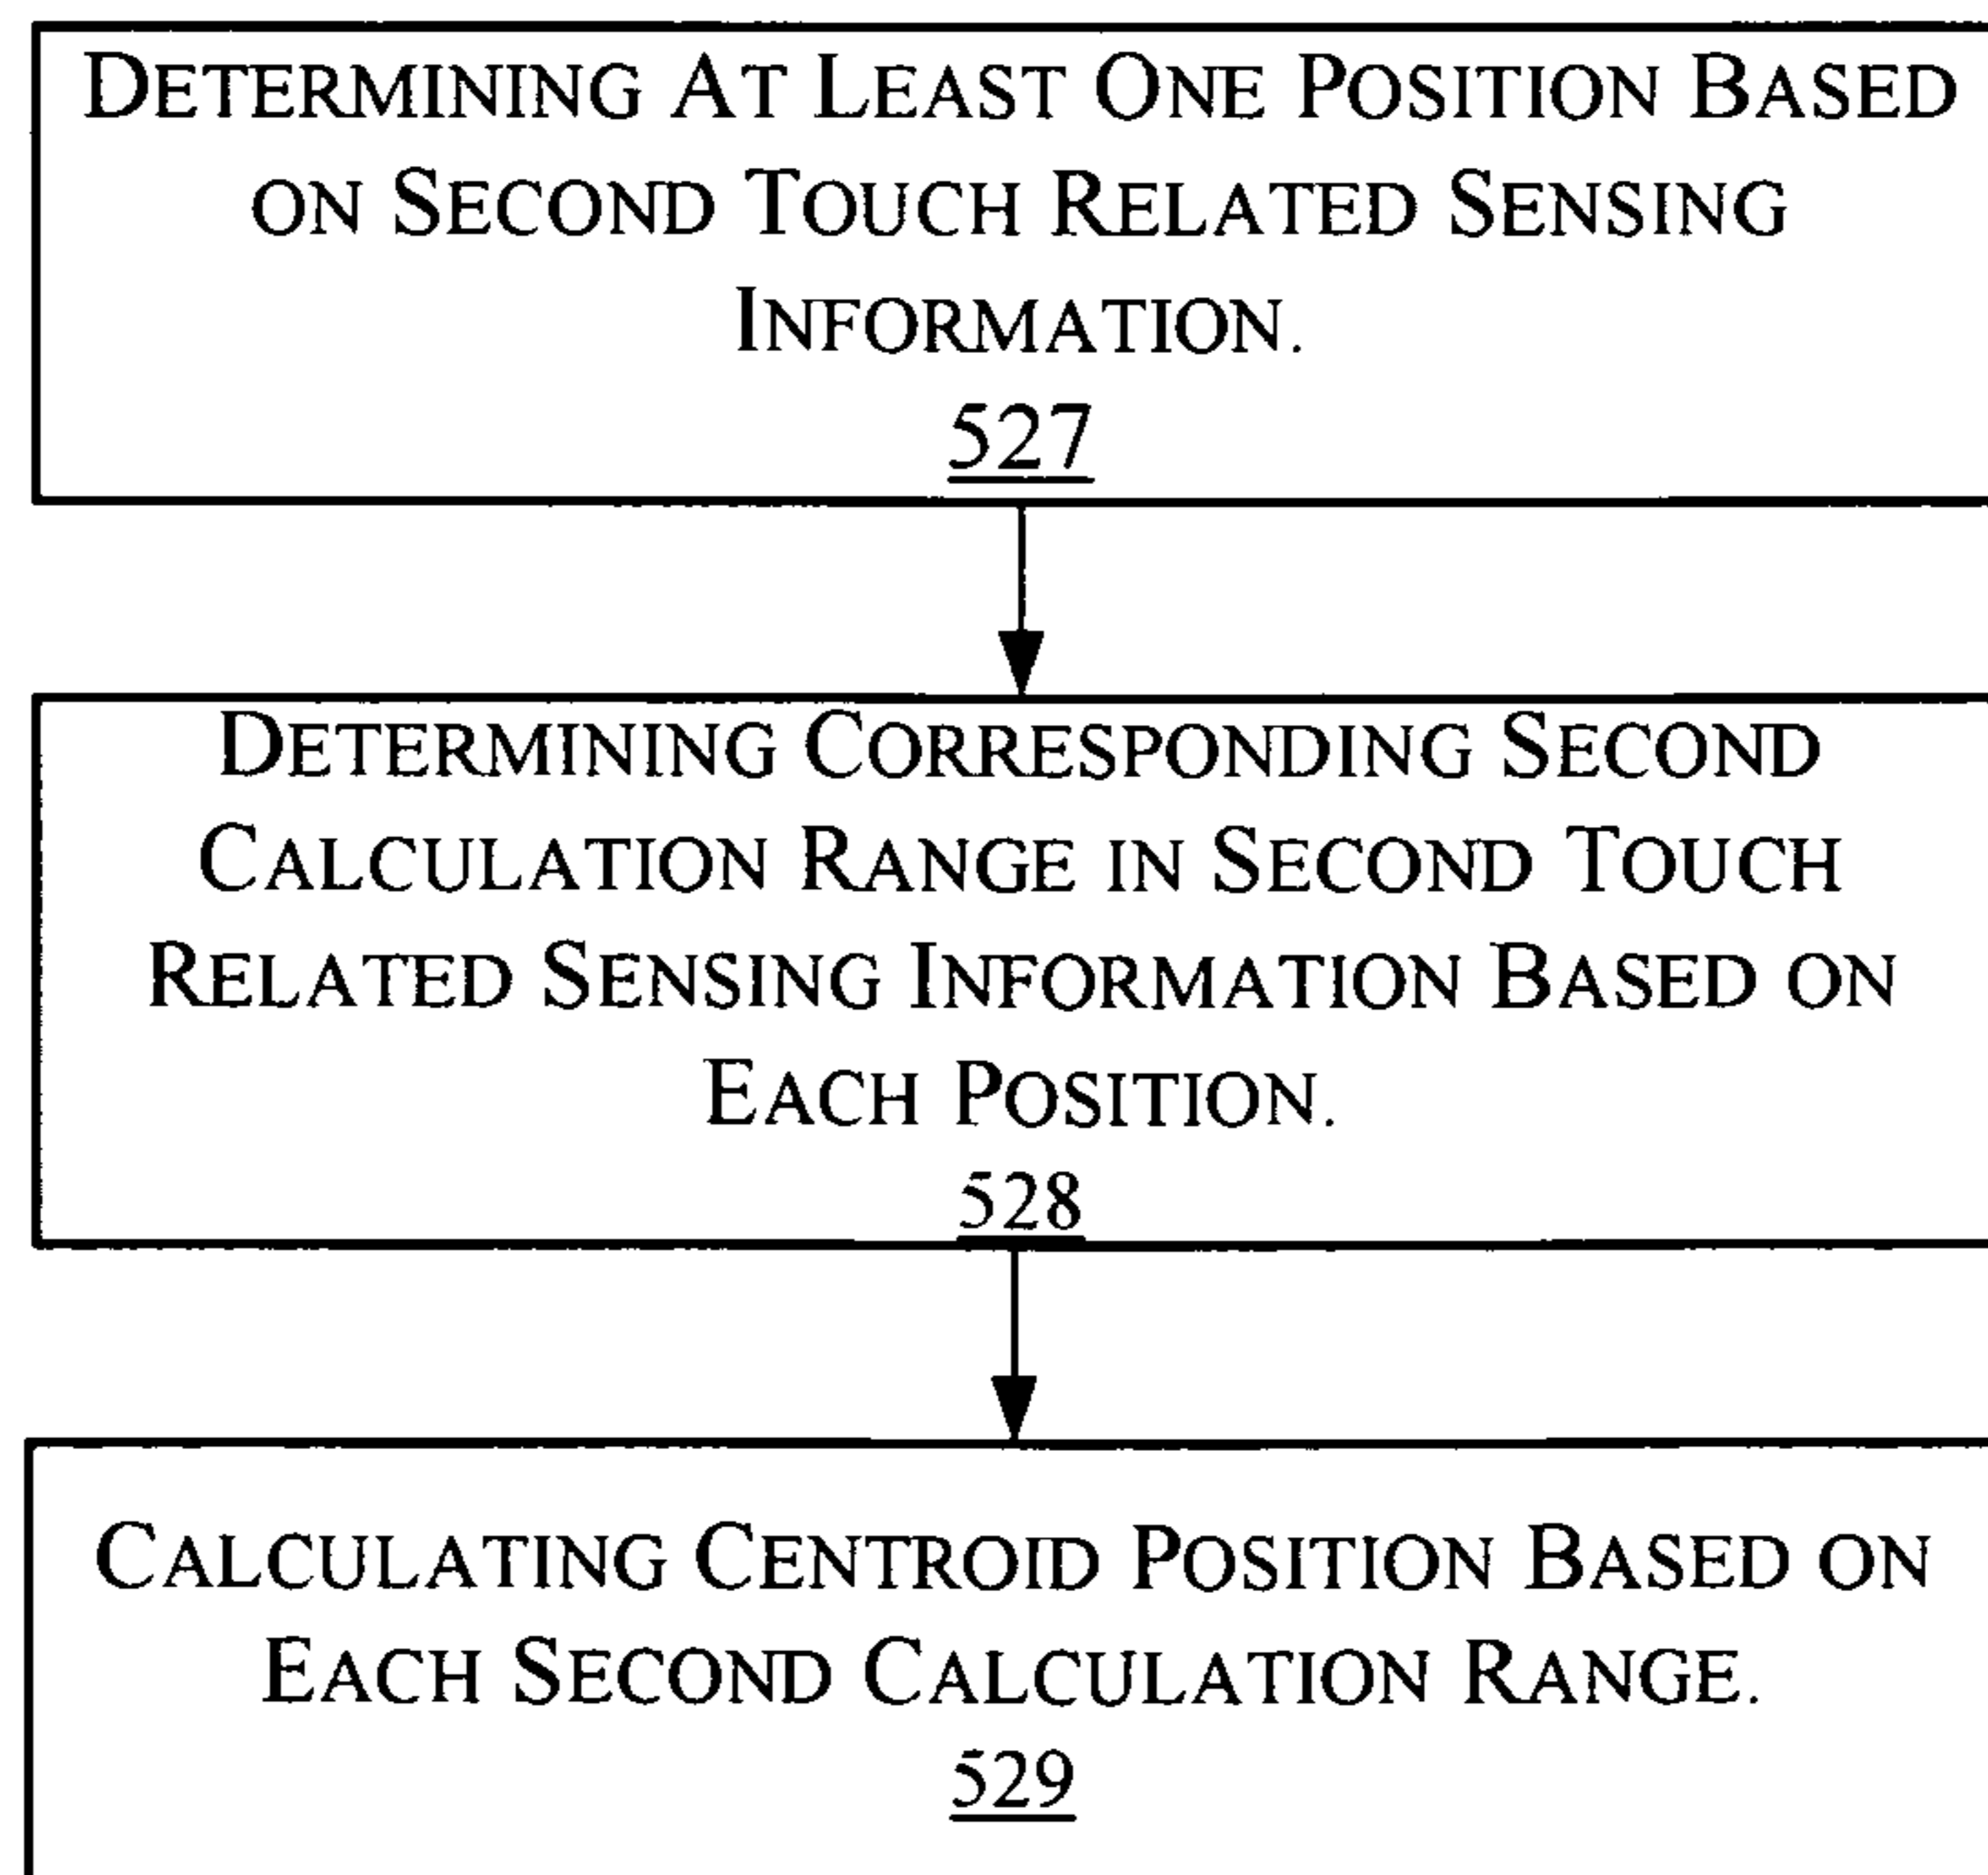 DETERMINING AT LEAST ONE POSITION BASED
ON SECOND TOUCH RELATED SENSING
INFORMATION.
527
DETERMINING CORRESPONDING SECOND
CALCULATION RANGE IN SECOND TOUCH
RELATED SENSING INFORMATION BASED ON
EACH POSITION.
528
CALCULATING CENTROID POSITION BASED ON
EACH SECOND CALCULATION RANGE.
529